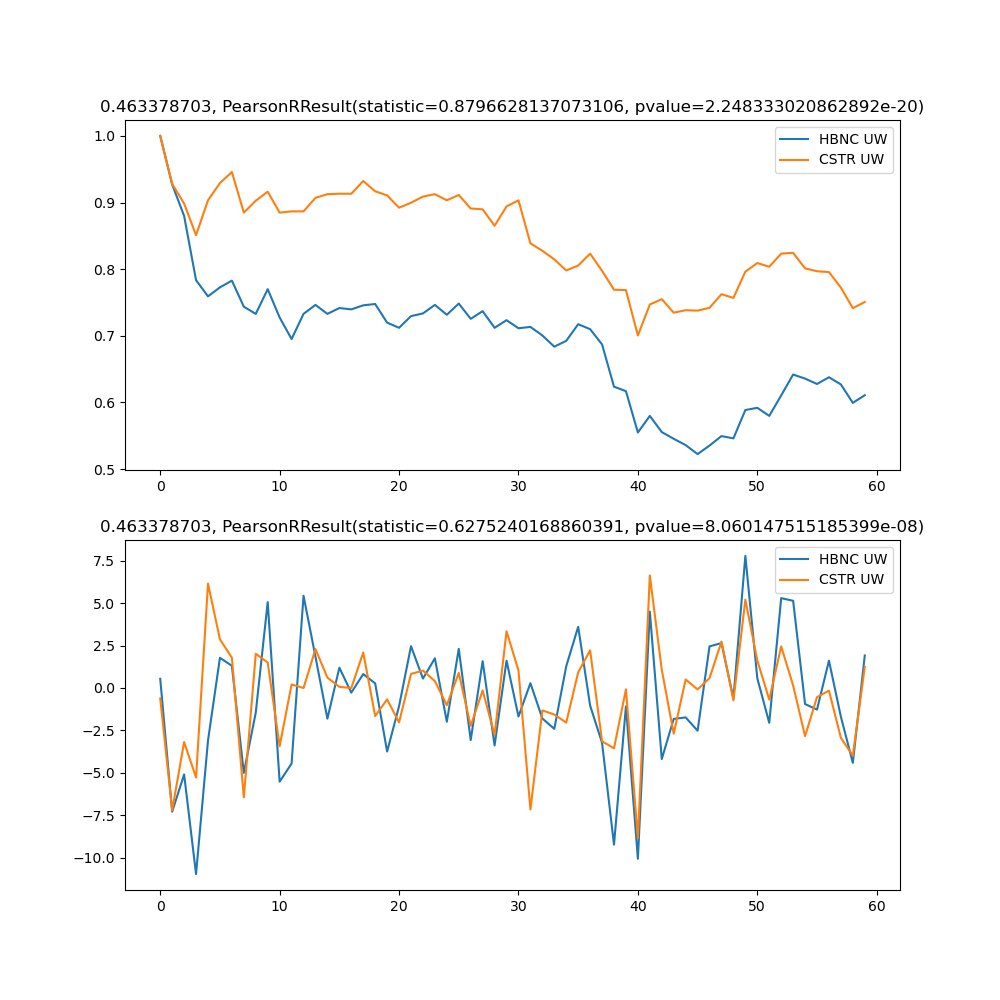 0.463378703, PearsonRResult(statistic=0.8796628137073106, pvalue=2.248333020862892e-20)
HBNC UW
CSTR UW
1.0
0.9
0.8
0.7
0.6
0.5
0 10 20 30 40 50 60
0.463378703, PearsonRResult(statistic=0.6275240168860391, pvalue=8.060147515185399e-08)
HBNC UW
CSTR UW
7.5
5.0
2.5
0.0
−2.5
−5.0
−7.5
−10.0
0 10 20 30 40 50 60